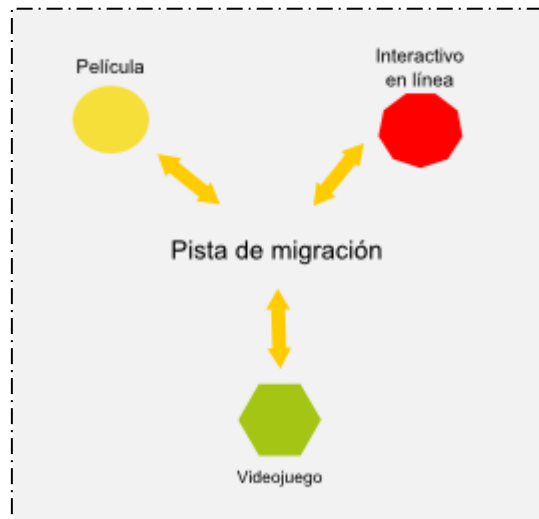 Película
Interactivo
en línea
Pista de migración
Videojuego